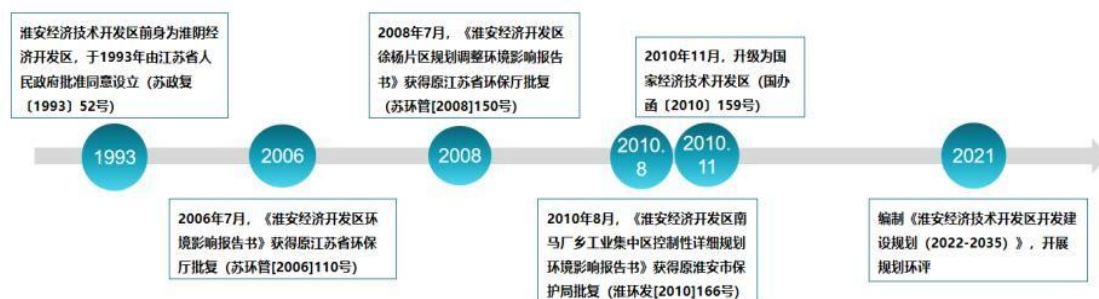 淮安经济技术开发区前身为淮阴经
济开发区，于1993年由江苏省人
民政府批准同意设立（苏政复
〔1993〕52号）
2008年7月，《淮安经济开发区
徐杨片区规划调整环境影响报告
书》获得原江苏省环保厅批复
（苏环管[2008]150号）
2010年11月，升级为国
家经济技术开发区（国办
函〔2010〕159号）
1993
2006
2008
2010.
8
2010.
11
2021
2006年7月，《淮安经济开发区环
境影响报告书》获得原江苏省环保
厅批复（苏环管[2006]110号）
2010年8月，《淮安经济开发区南
马厂乡工业集中区控制性详细规划
环境影响报告书》获得原淮安市保
护局批复（淮环发[2010]166号）
编制《淮安经济技术开发区开发建
设规划（2022-2035）》，开展
规划环评